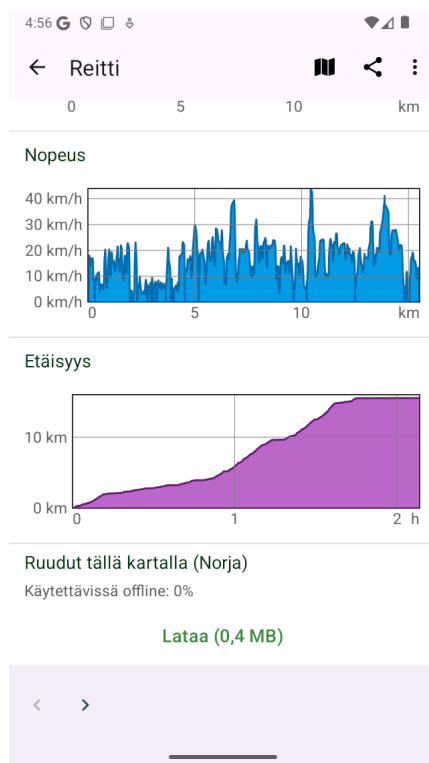 4:56
Reitti
0 5 10 km
Nopeus
40 km/h
30 km/h
20 km/h
10 km/h
0 km/h
0 5 10 km
Etäisyys
10 km
0 km
0 1 2 h
Ruudut tällä kartalla (Norja)
Käytettävissä offline: 0%
Lataa (0,4 MB)